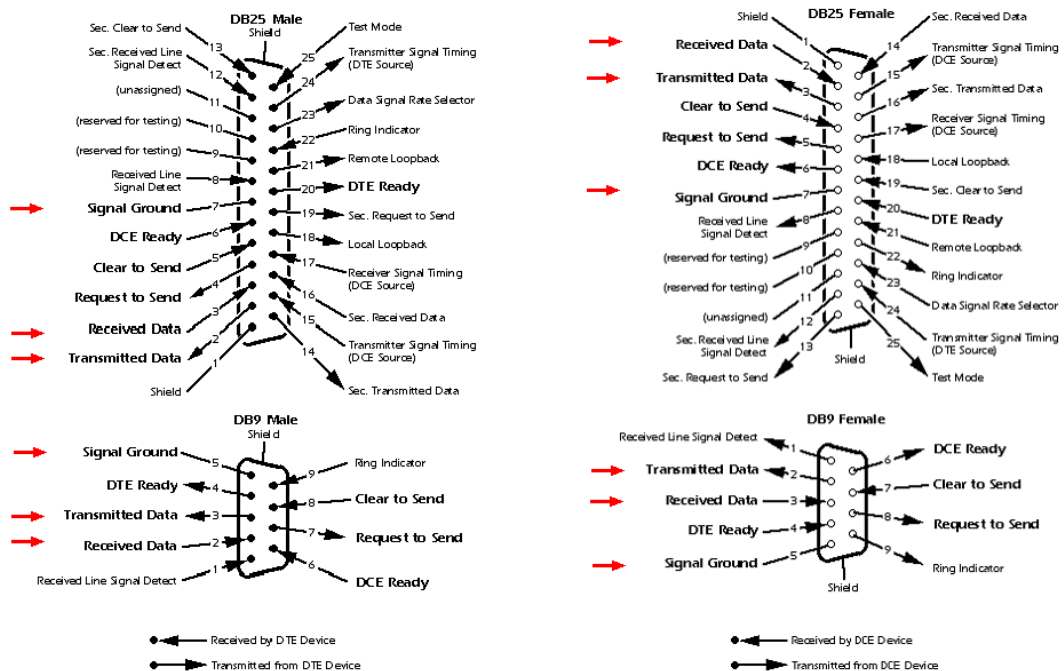 DB25 Male
Shield
Sec. Clear to Send
13
Sec. Received Line
Signal Detect
12
(unassigned)
11
(reserved for testing)
10
(reserved for testing)
9
Received Line
Signal Detect
8
Signal Ground
7
DCE Ready
6
Clear to Send
5
Request to Send
4
Received Data
3
Transmitted Data
2
Shield
1
Test Mode
25
Transmitter Signal Timing
(DTE Source)
24
Data Signal Rate Selector
23
Ring Indicator
22
Remote Loopback
21
DTE Ready
20
Sec. Request to Send
19
Local Loopback
18
Receiver Signal Timing
(DCE Source)
17
Sec. Received Data
16
Transmitter Signal Timing
(DCE Source)
15
Sec. Transmitted Data
14
DB25 Female
Shield
1
Received Data
2
Transmitted Data
3
Clear to Send
4
Request to Send
5
DCE Ready
6
Signal Ground
7
Received Line
Signal Detect
8
(reserved for testing)
9
(reserved for testing)
10
(unassigned)
11
Sec. Received Line
Signal Detect
12
Sec. Request to Send
13
Sec. Received Data
14
Transmitter Signal Timing
(DCE Source)
15
Sec. Transmitted Data
16
Receiver Signal Timing
(DCE Source)
17
Local Loopback
18
Sec. Clear to Send
19
DTE Ready
20
Remote Loopback
21
Ring Indicator
22
Data Signal Rate Selector
23
Transmitter Signal Timing
(DTE Source)
24
Test Mode
25
Shield
DB9 Male
Shield
Signal Ground
5
DTE Ready
4
Transmitted Data
3
Received Data
2
Received Line Signal Detect
1
Ring Indicator
9
Clear to Send
8
Request to Send
7
DCE Ready
6
DB9 Female
Received Line Signal Detect
1
Transmitted Data
2
Received Data
3
DTE Ready
4
Signal Ground
5
DCE Ready
6
Clear to Send
7
Request to Send
8
Ring Indicator
9
Shield
Received by DTE Device
Transmitted from DTE Device
Received by DCE Device
Transmitted from DCE Device